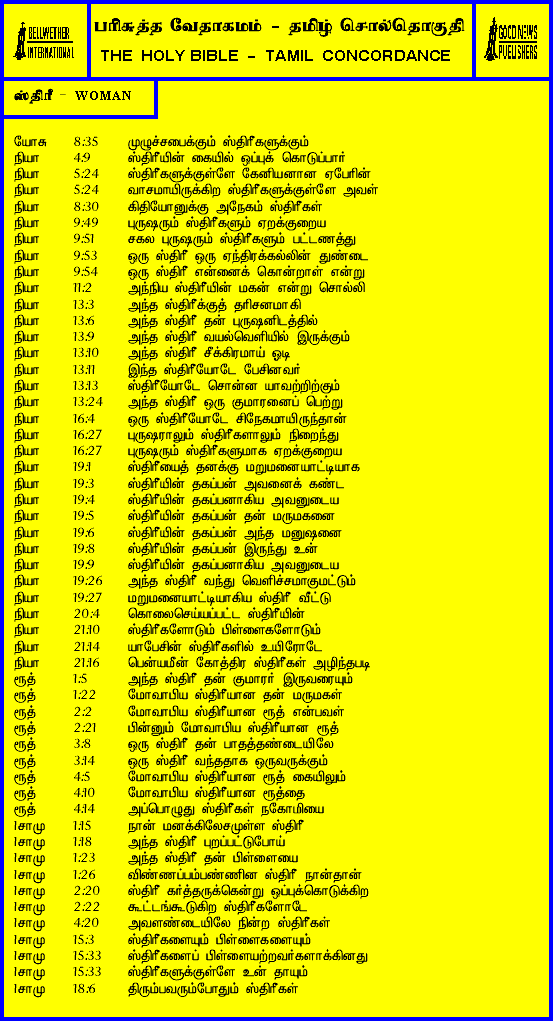 BELLWETHER
INTERNATIONAL
பரிசுத்த வேதாகமம் - தமிழ் சொல்தொகுதி
THE HOLY BIBLE - TAMIL CONCORDANCE
GOOD NEWS
PUBLISHERS
ஸ்திரீ - WOMAN
யோசு 8:35 முழுச்சபைக்கும் ஸ்திரீகளுக்கும்
நியா 4:9 ஸ்திரீயின் கையில் ஒப்புக் கொடுப்பார்
நியா 5:24 ஸ்திரீகளுக்குள்ளே கேனியனான ஏபேரின்
நியா 5:24 வாசமாயிருக்கிற ஸ்திரீகளுக்குள்ளே அவள்
நியா 8:30 கிதியோனுக்கு அநேகம் ஸ்திரீகள்
நியா 9:49 புருஷரும் ஸ்திரீகளும் ஏறக்குறைய
நியா 9:51 சகல புருஷரும் ஸ்திரீகளும் பட்டணத்து
நியா 9:53 ஒரு ஸ்திரீ ஒரு ஏந்திரக்கல்லின் துண்டை
நியா 9:54 ஒரு ஸ்திரீ என்னைக் கொன்றாள் என்று
நியா 11:2 அந்நிய ஸ்திரீயின் மகன் என்று சொல்லி
நியா 13:3 அந்த ஸ்திரீக்குத் தரிசனமாகி
நியா 13:6 அந்த ஸ்திரீ தன் புருஷனிடத்தில்
நியா 13:9 அந்த ஸ்திரீ வயல்வெளியில் இருக்கும்
நியா 13:10 அந்த ஸ்திரீ சீக்கிரமாய் ஓடி
நியா 13:11 இந்த ஸ்திரீயோடே பேசினவர்
நியா 13:13 ஸ்திரீயோடே சொன்ன யாவற்றிற்கும்
நியா 13:24 அந்த ஸ்திரீ ஒரு குமாரனைப் பெற்று
நியா 16:4 ஒரு ஸ்திரீயோடே சிநேகமாயிருந்தான்
நியா 16:27 புருஷராலும் ஸ்திரீகளாலும் நிறைந்து
நியா 16:27 புருஷரும் ஸ்திரீகளுமாக ஏறக்குறைய
நியா 19:1 ஸ்திரீயைத் தனக்கு மறுமனையாட்டியாக
நியா 19:3 ஸ்திரீயின் தகப்பன் அவனைக் கண்ட
நியா 19:4 ஸ்திரீயின் தகப்பனாகிய அவனுடைய
நியா 19:5 ஸ்திரீயின் தகப்பன் தன் மருமகனை
நியா 19:6 ஸ்திரீயின் தகப்பன் அந்த மனுஷனை
நியா 19:8 ஸ்திரீயின் தகப்பன் இருந்து உன்
நியா 19:9 ஸ்திரீயின் தகப்பனாகிய அவனுடைய
நியா 19:26 அந்த ஸ்திரீ வந்து வெளிச்சமாகுமட்டும்
நியா 19:27 மறுமனையாட்டியாகிய ஸ்திரீ வீட்டு
நியா 20:4 கொலைசெய்யப்பட்ட ஸ்திரீயின்
நியா 21:10 ஸ்திரீகளோடும் பிள்ளைகளோடும்
நியா 21:14 யாபேசின் ஸ்திரீகளில் உயிரோடே
நியா 21:16 பென்யமீன் கோத்திர ஸ்திரீகள் அழிந்தபடி
ரூத் 1:5 அந்த ஸ்திரீ தன் குமாரர் இருவரையும்
ரூத் 1:22 மோவாபிய ஸ்திரீயான தன் மருமகள்
ரூத் 2:2 மோவாபிய ஸ்திரீயான ரூத் என்பவள்
ரூத் 2:21 பின்னும் மோவாபிய ஸ்திரீயான ரூத்
ரூத் 3:8 ஒரு ஸ்திரீ தன் பாதத்தண்டையிலே
ரூத் 3:14 ஒரு ஸ்திரீ வந்ததாக ஒருவருக்கும்
ரூத் 4:5 மோவாபிய ஸ்திரீயான ரூத் கையிலும்
ரூத் 4:10 மோவாபிய ஸ்திரீயான ரூத்தை
ரூத் 4:14 அப்பொழுது ஸ்திரீகள் நகோமியை
1சாமு 1:15 நான் மனக்கிலேசமுள்ள ஸ்திரீ
1சாமு 1:18 அந்த ஸ்திரீ புறப்பட்டுபோய்
1சாமு 1:23 அந்த ஸ்திரீ தன் பிள்ளையை
1சாமு 1:26 விண்ணப்பம்பண்ணின ஸ்திரீ நான்தான்
1சாமு 2:20 ஸ்திரீ கர்த்தருக்கென்று ஒப்புக்கொடுக்கிற
1சாமு 2:22 கூட்டங்கூடுகிற ஸ்திரீகளோடே
1சாமு 4:20 அவளண்டையிலே நின்ற ஸ்திரீகள்
1சாமு 15:3 ஸ்திரீகளையும் பிள்ளைகளையும்
1சாமு 15:33 ஸ்திரீகளைப் பிள்ளையற்றவர்களாக்கினது
1சாமு 15:33 ஸ்திரீகளுக்குள்ளே உன் தாயும்
1சாமு 18:6 திரும்பவரும்போதும் ஸ்திரீகள்